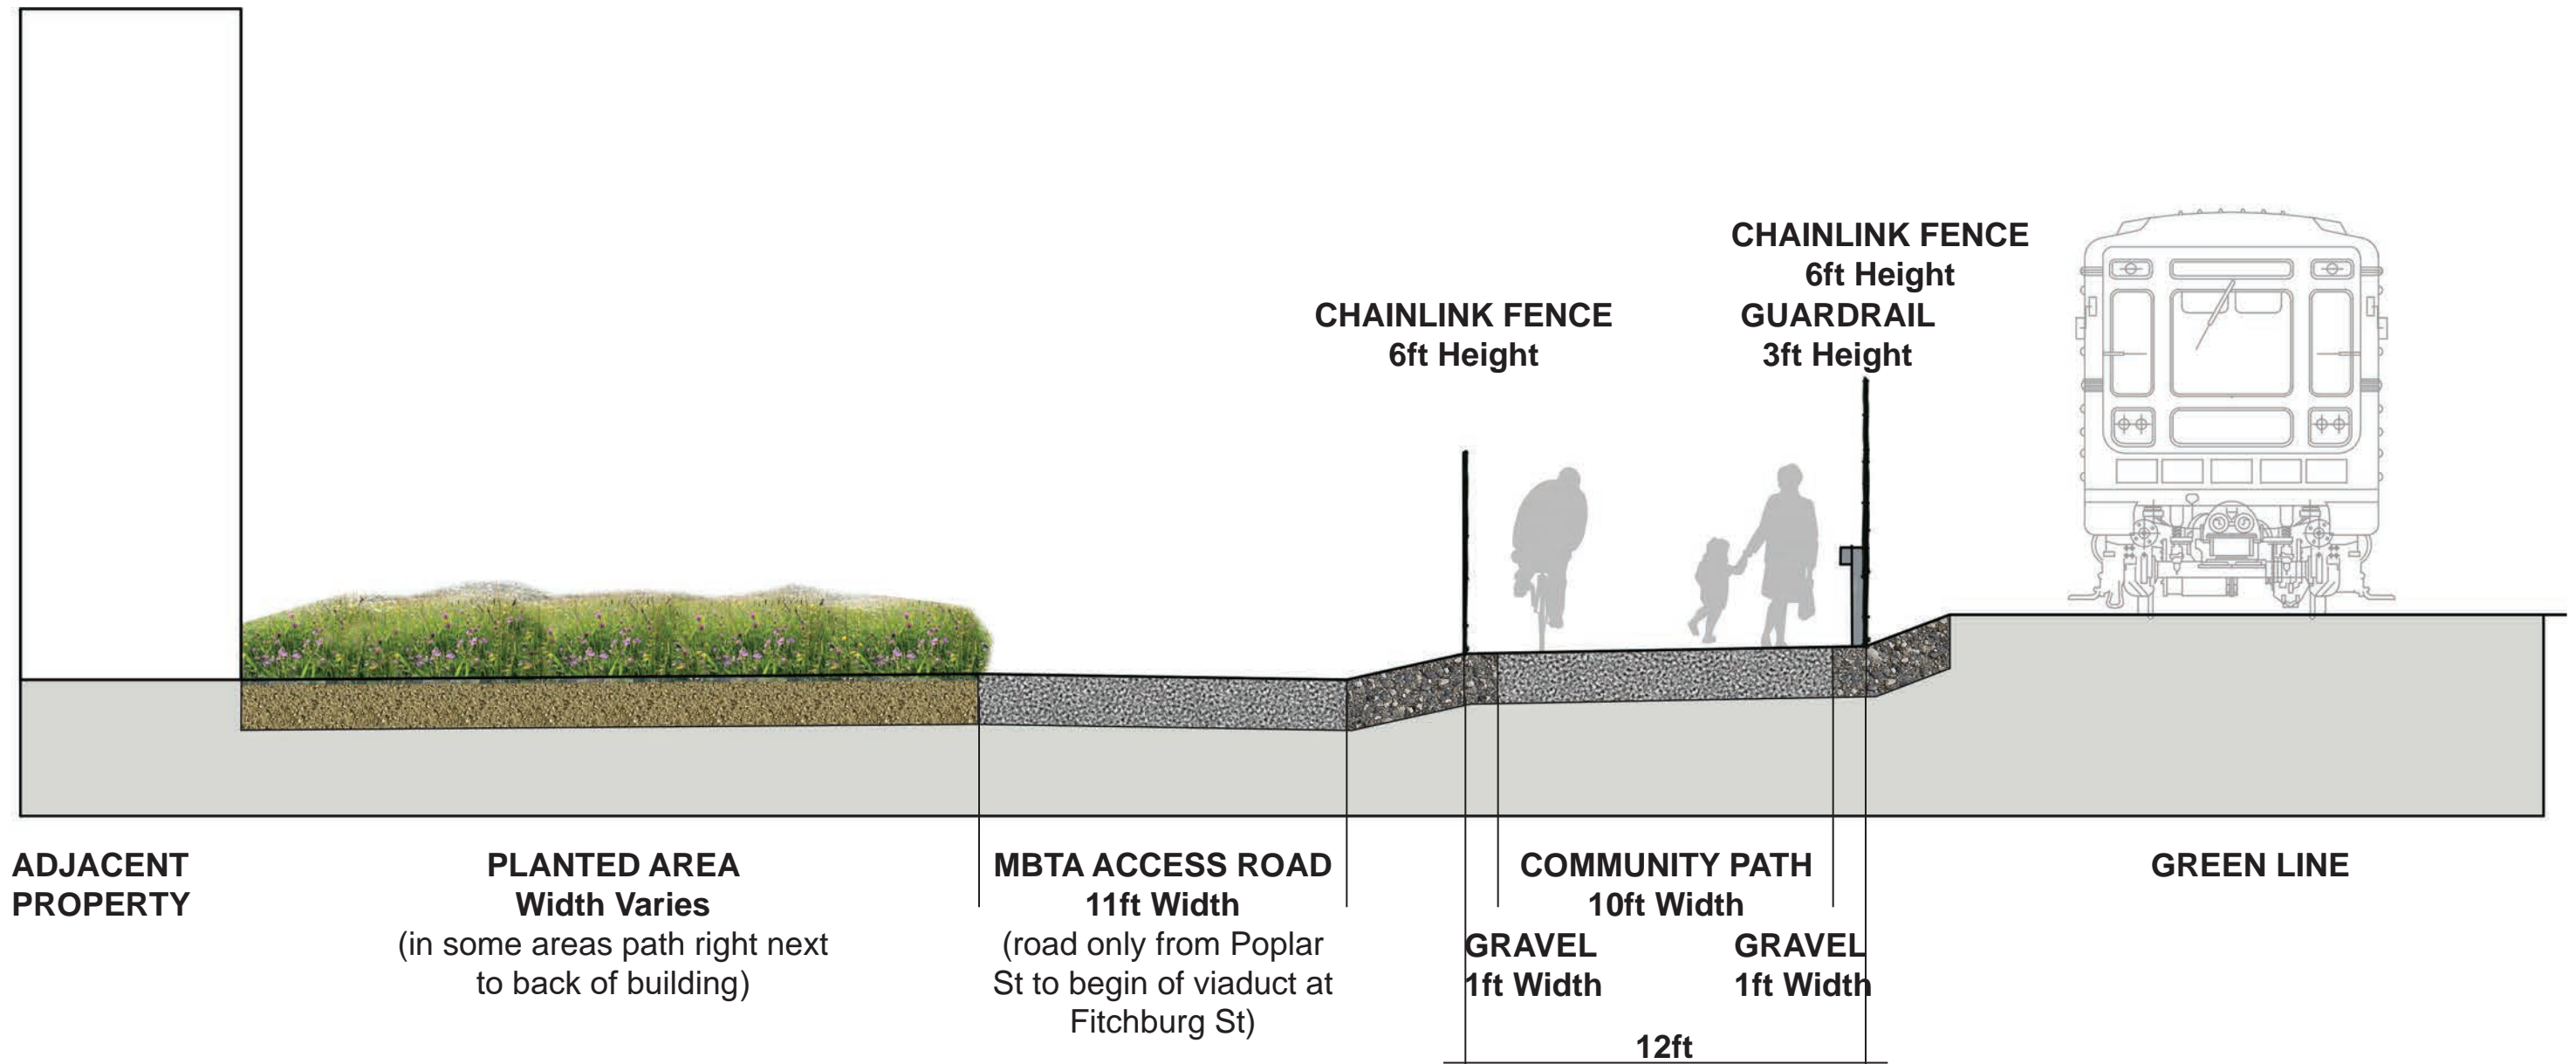 CHAINLINK FENCE
6ft Height
CHAINLINK FENCE
6ft Height
GUARDRAIL
3ft Height
ADJACENT
PROPERTY
PLANTED AREA
Width Varies
(in some areas path right next
to back of building)
MBTA ACCESS ROAD
11ft Width
(road only from Poplar
St to begin of viaduct at
Fitchburg St)
COMMUNITY PATH
10ft Width
GRAVEL
1ft Width
GRAVEL
1ft Width
12ft
GREEN LINE